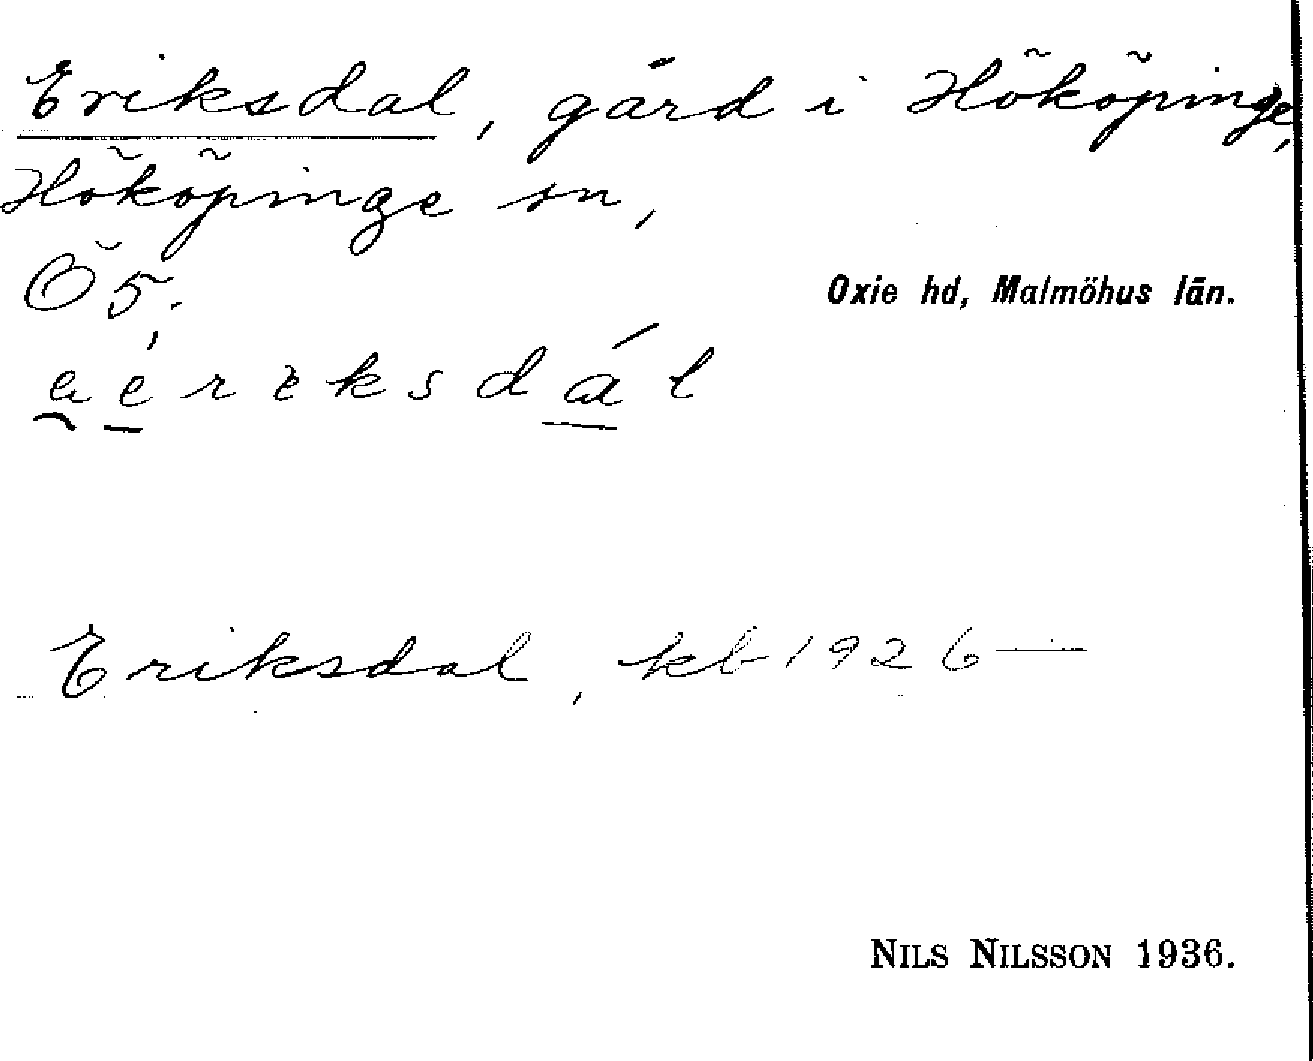 Eriksdal, gård i Hököpinge,
Hököpinge sn,
Ö5.
Oxie hd, Malmöhus län.
Eriksdal, kb 1926—
NILS NILSSON 1936.